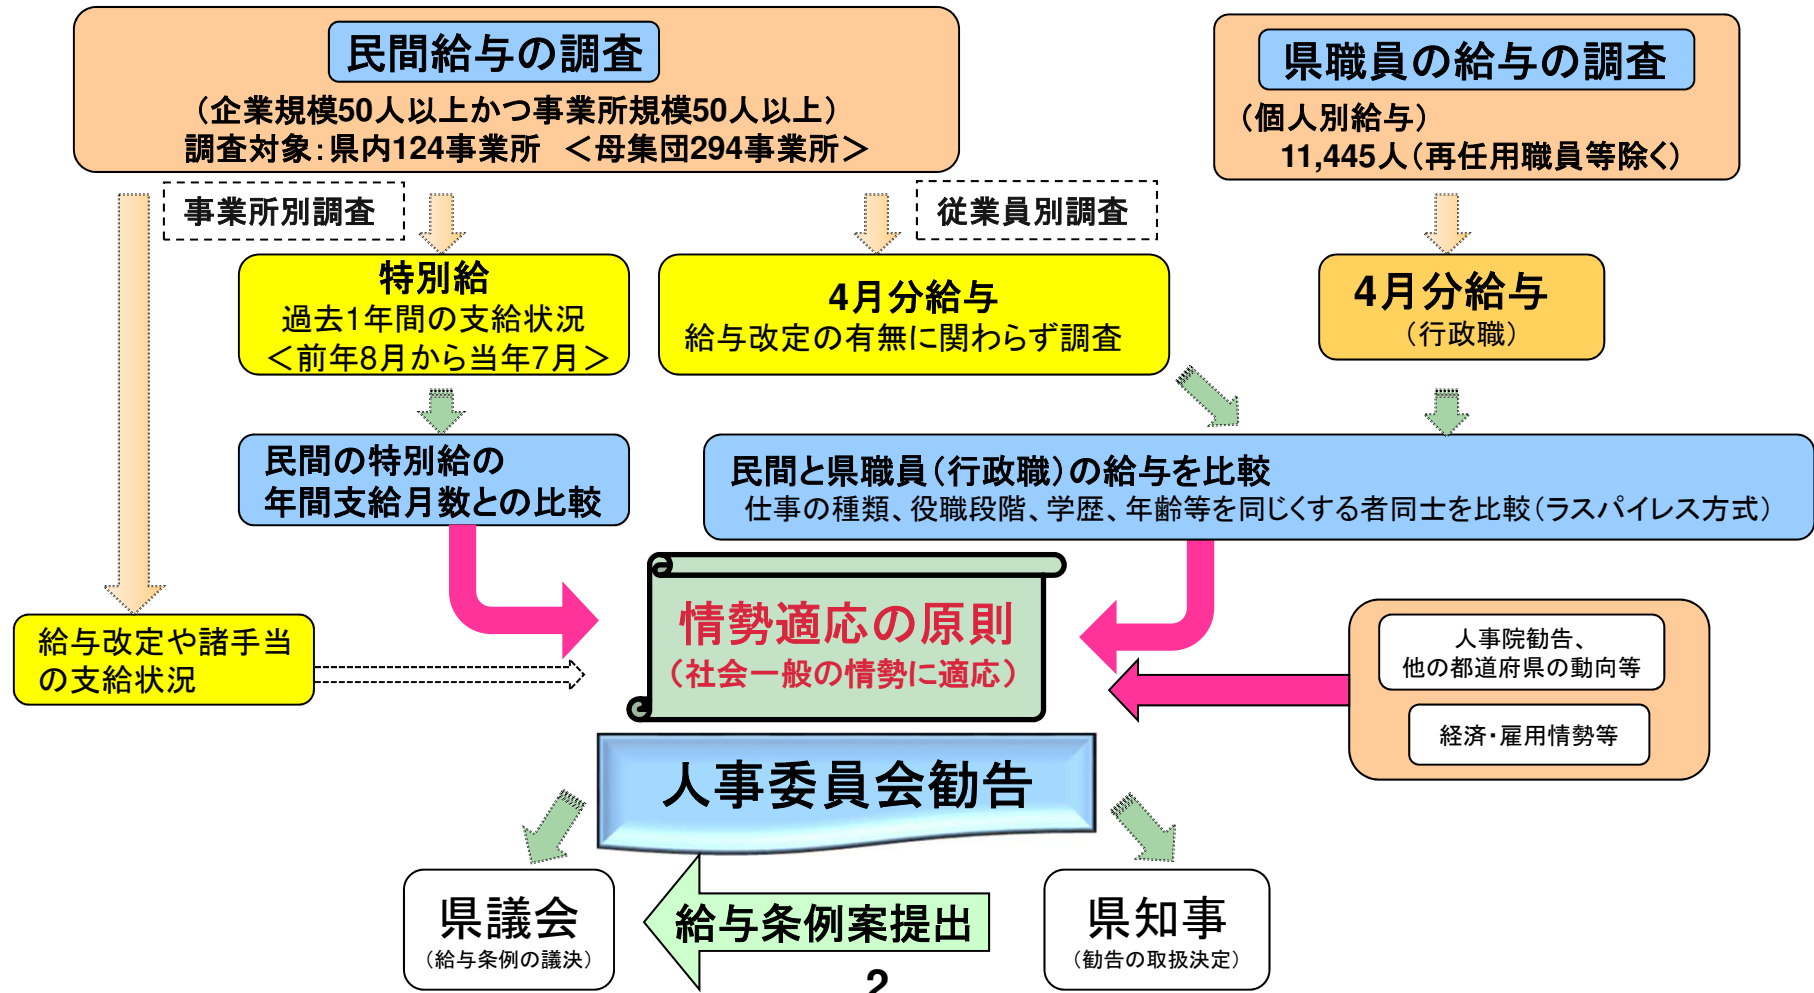 民間給与の調査
（企業規模50人以上かつ事業所規模50人以上）
調査対象：県内124事業所　＜母集団294事業所＞
県職員の給与の調査
（個人別給与）
11,445人（再任用職員等除く）
事業所別調査
従業員別調査
特別給
過去1年間の支給状況
＜前年8月から当年7月＞
4月分給与
給与改定の有無に関わらず調査
4月分給与
（行政職）
民間の特別給の
年間支給月数との比較
民間と県職員（行政職）の給与を比較
仕事の種類、役職段階、学歴、年齢等を同じくする者同士を比較（ラスパイレス方式）
給与改定や諸手当
の支給状況
情勢適応の原則
（社会一般の情勢に適応）
人事院勧告、
他の都道府県の動向等
経済・雇用情勢等
人事委員会勧告
県議会
（給与条例の議決）
給与条例案提出
県知事
（勧告の取扱決定）
2